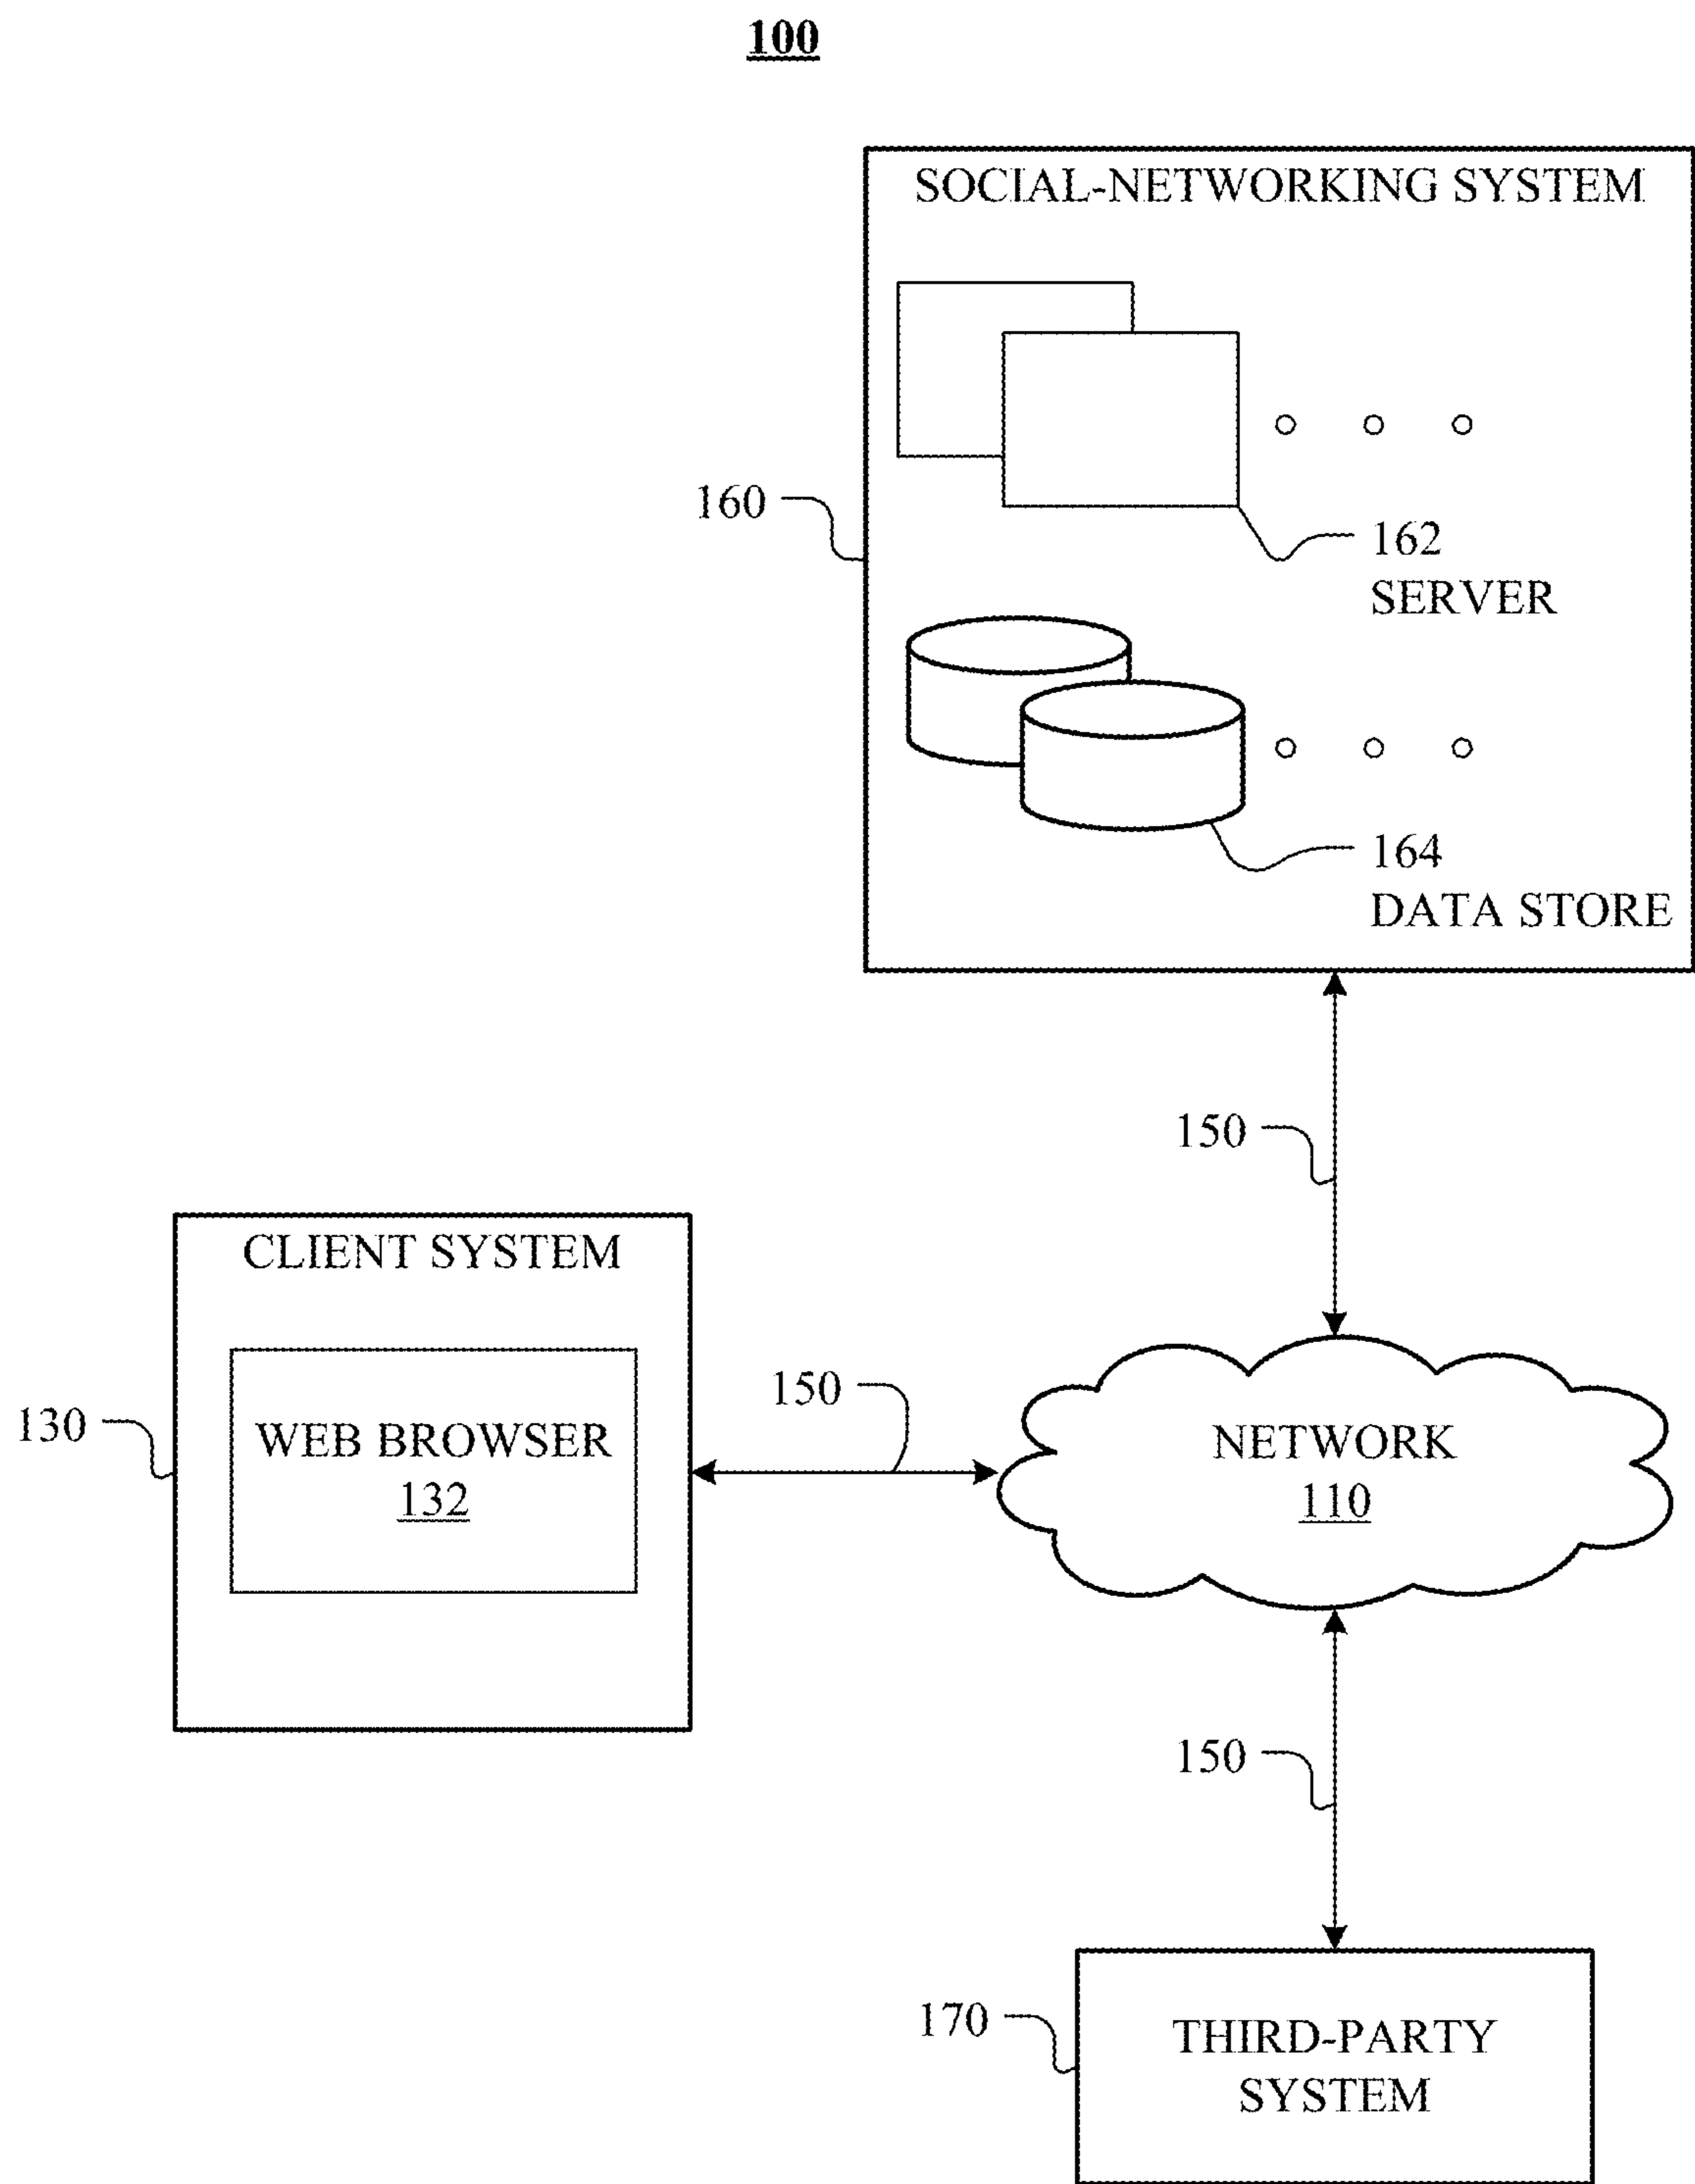 100
SOCIAL-NETWORKING SYSTEM
160
162
SERVER
164
DATA STORE
150
CLIENT SYSTEM
130
WEB BROWSER
132
150
NETWORK
110
150
170
THIRD-PARTY
SYSTEM